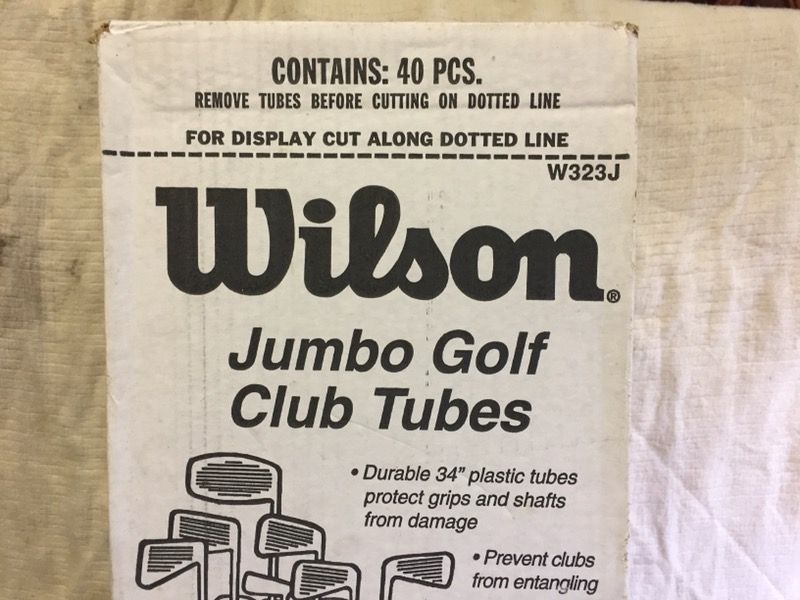 CONTAINS: 40 PCS.
REMOVE TUBES BEFORE CUTTING ON DOTTED LINE
FOR DISPLAY CUT ALONG DOTTED LINE
W323J
Wilson®
Jumbo Golf
Club Tubes
• Durable 34" plastic tubes
protect grips and shafts
from damage
• Prevent clubs
from entangling